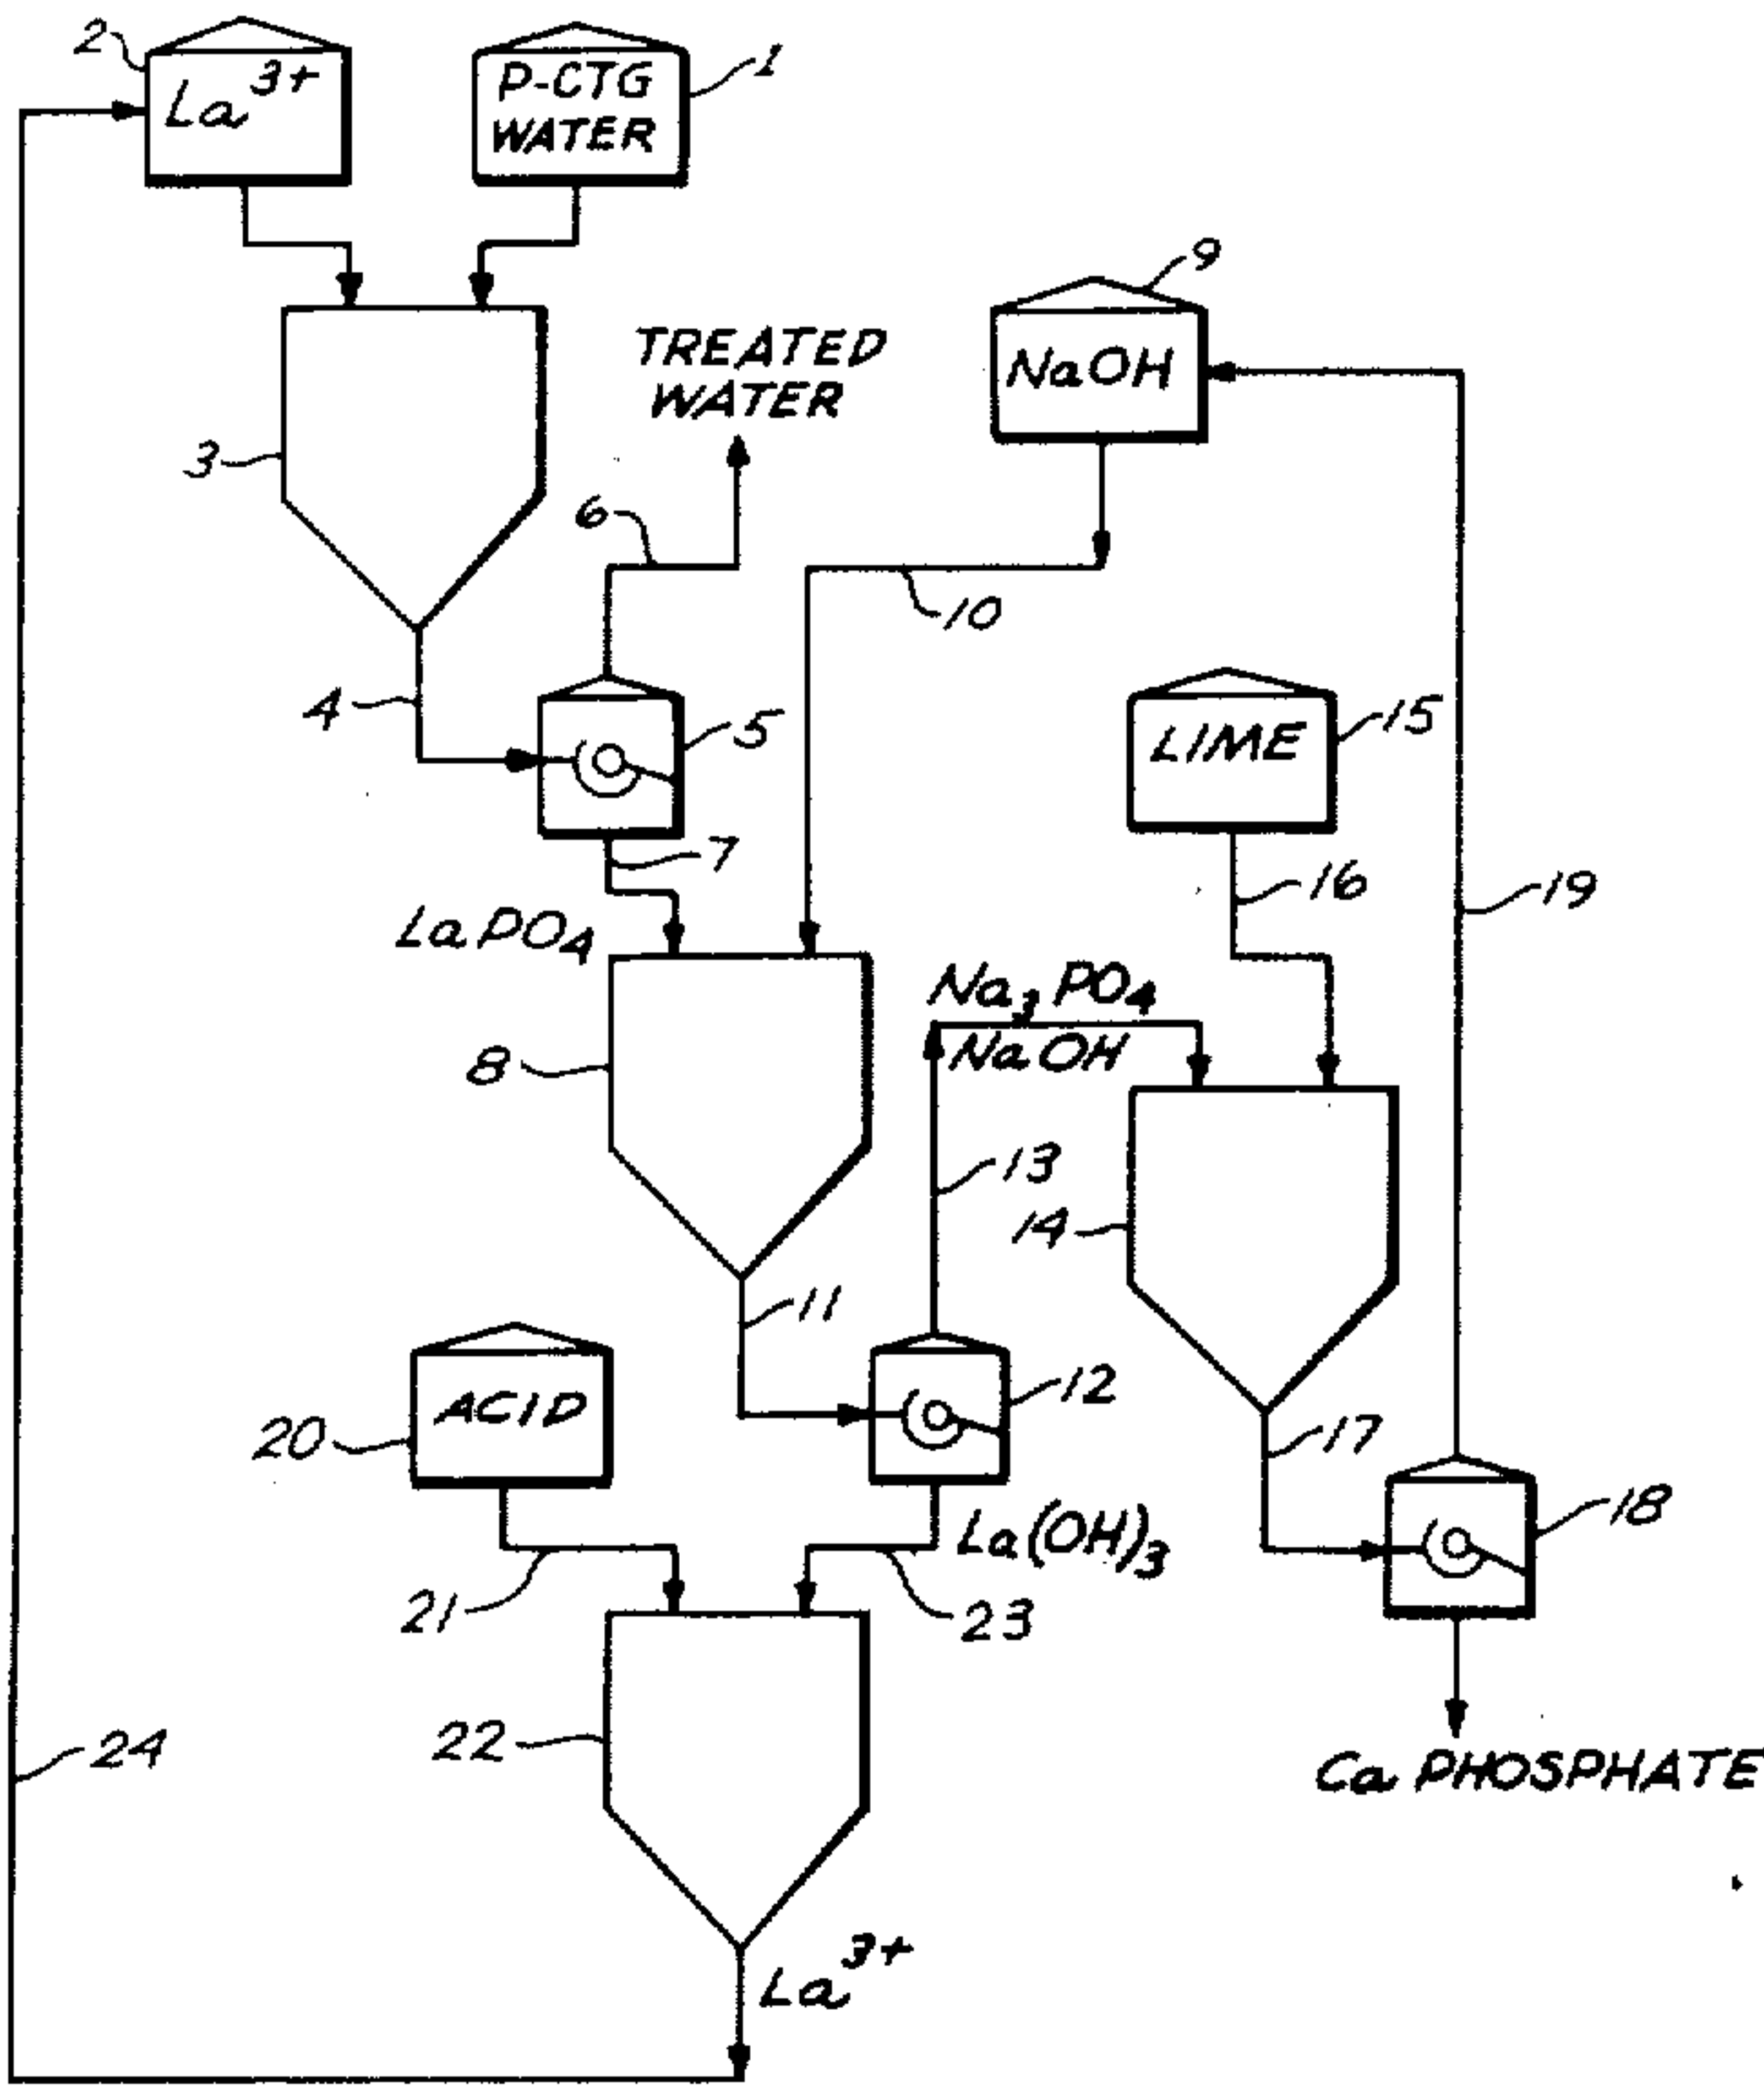 2
La3+
P-CTG
WATER
1
3
TREATED
WATER
9
NaOH
6
10
4
5
LIME
15
7
16
19
LaPO4
Na3PO4
NaOH
8
13
14
11
ACID
12
20
17
La(OH)3
18
21
23
22
24
Ca PHOSPHATE
La3+